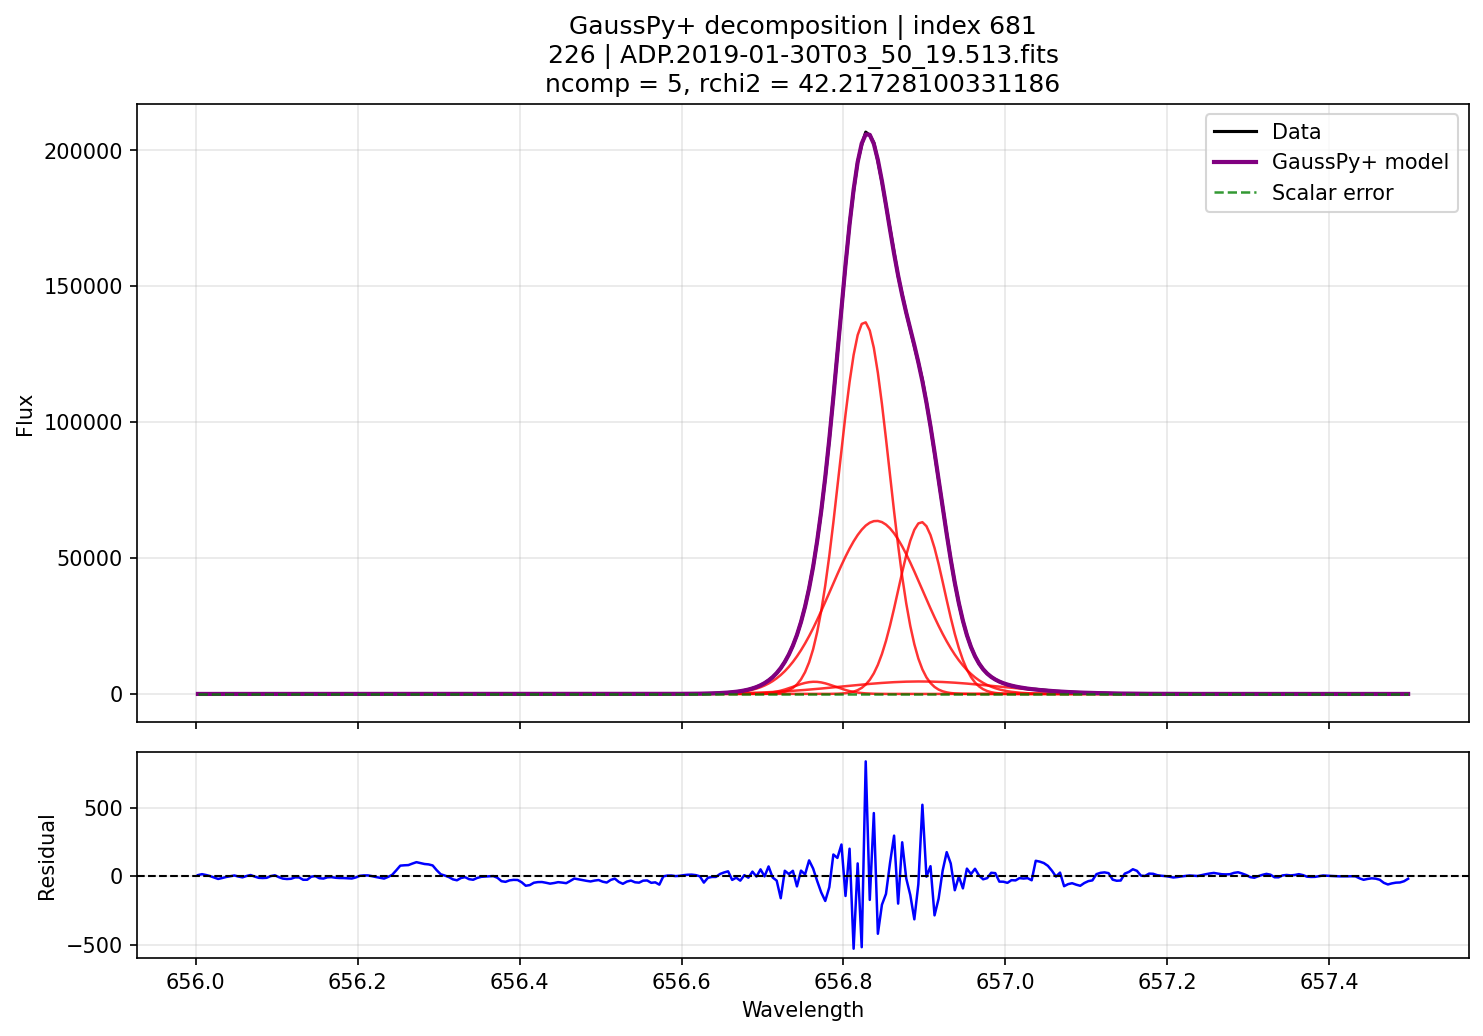 GaussPy+ decomposition | index 681
226 | ADP.2019-01-30T03_50_19.513.fits
ncomp = 5, rchi2 = 42.21728100331186
Data
GaussPy+ model
Scalar error
Flux
200000
150000
100000
50000
0
Residual
500
0
−500
656.0
656.2
656.4
656.6
656.8
657.0
657.2
657.4
Wavelength